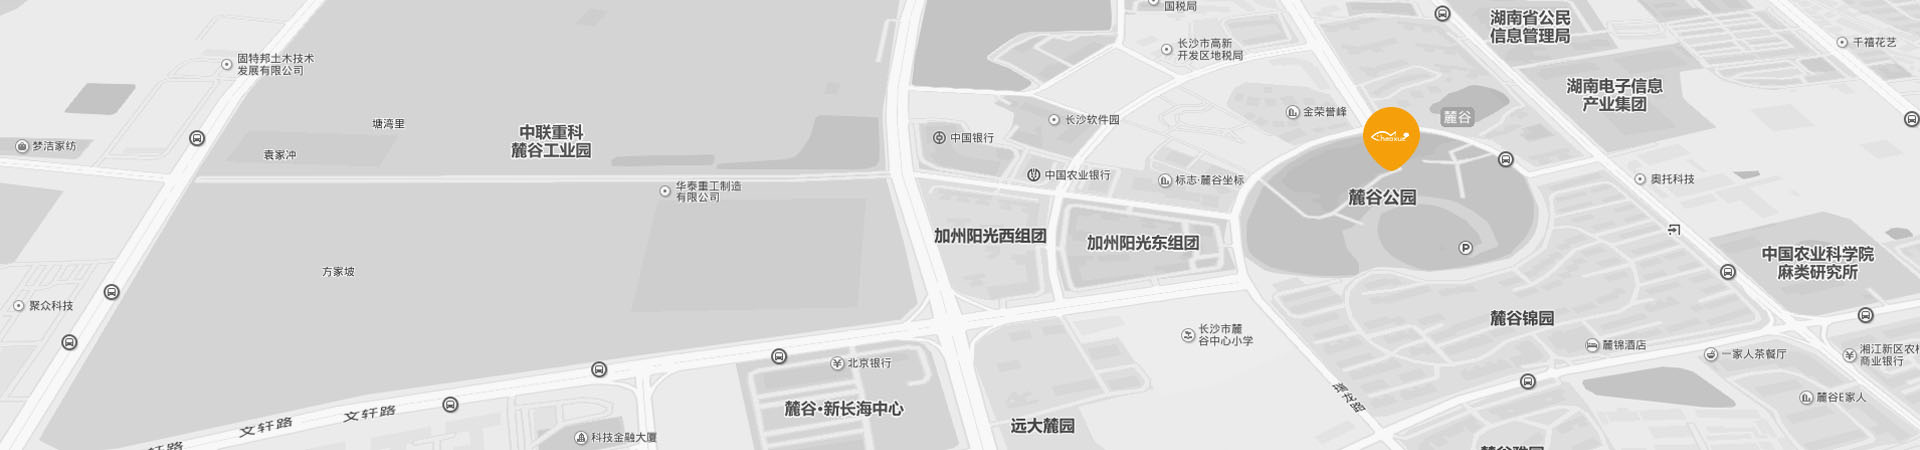 国税局
湖南省公民
信息管理局
长沙市高新
开发区地税局
千禧花艺
固特邦土木技术
发展有限公司
湖南电子信息
产业集团
金荣誉峰
麓谷
长沙软件园
塘湾里
中联重科
麓谷工业园
中国银行
梦洁家纺
袁家冲
中国农业银行
标志·麓谷坐标
奥托科技
华泰重工制造
有限公司
麓谷公园
P
加州阳光西组团
加州阳光东组团
中国农业科学院
麻类研究所
方家坡
聚众科技
麓谷锦园
长沙市麓
谷中心小学
麓锦酒店
一家人茶餐厅
湘江新区农村
商业银行
北京银行
瑞龙路
麓谷E家人
麓谷·新长海中心
文轩路
文轩路
远大麓园
科技金融大厦
轩路